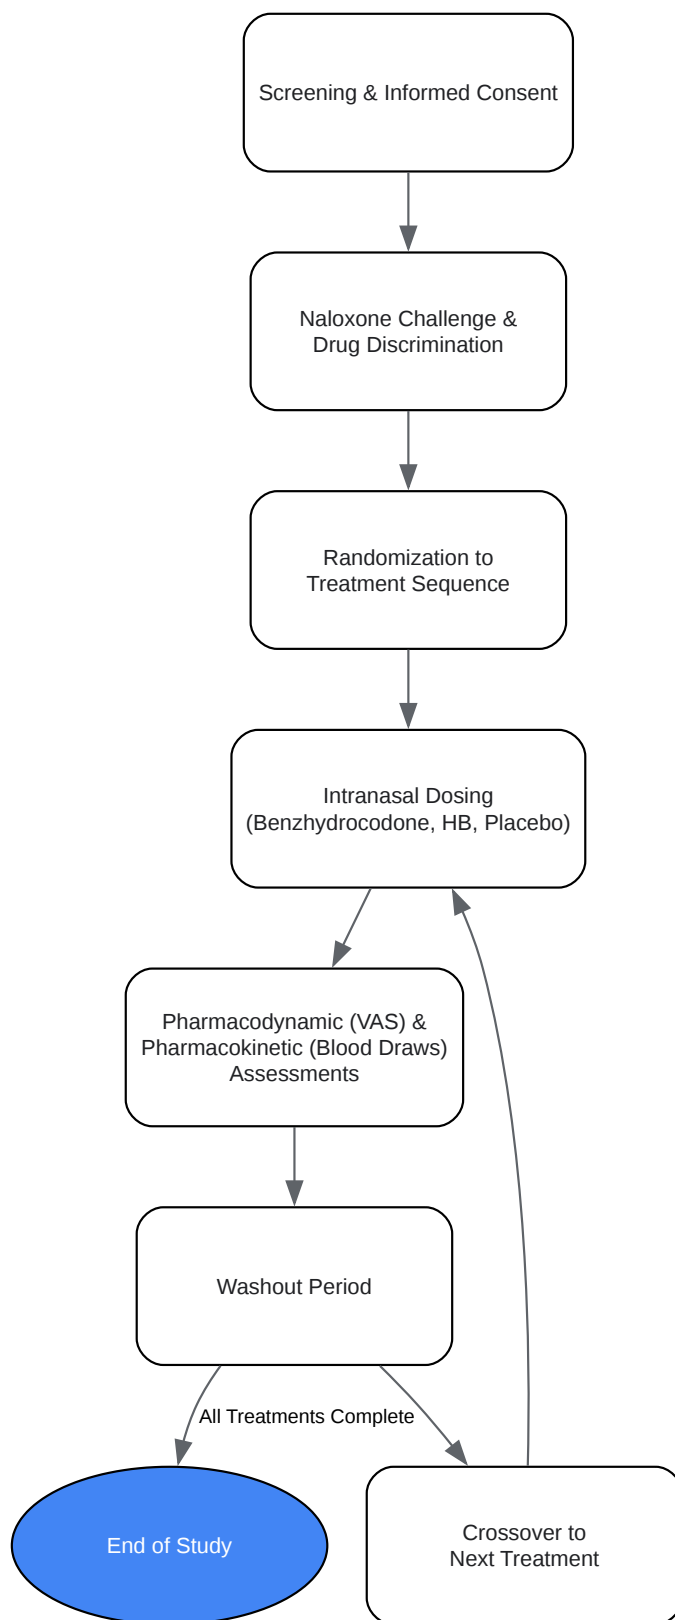 Screening & Informed Consent
Naloxone Challenge &
Drug Discrimination
Randomization to
Treatment Sequence
Intranasal Dosing
(Benzhydrocodone, HB, Placebo)
Pharmacodynamic (VAS) &
Pharmacokinetic (Blood Draws)
Assessments
Washout Period
All Treatments Complete
End of Study
Crossover to
Next Treatment